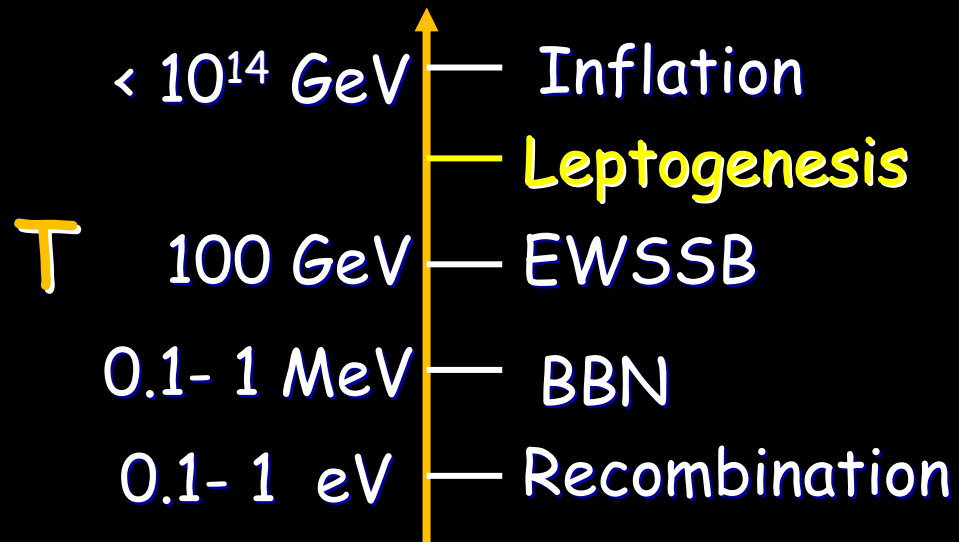 < 10¹⁴ GeV Inflation
Leptogenesis
T 100 GeV EWSSB
0.1- 1 MeV BBN
0.1- 1 eV Recombination